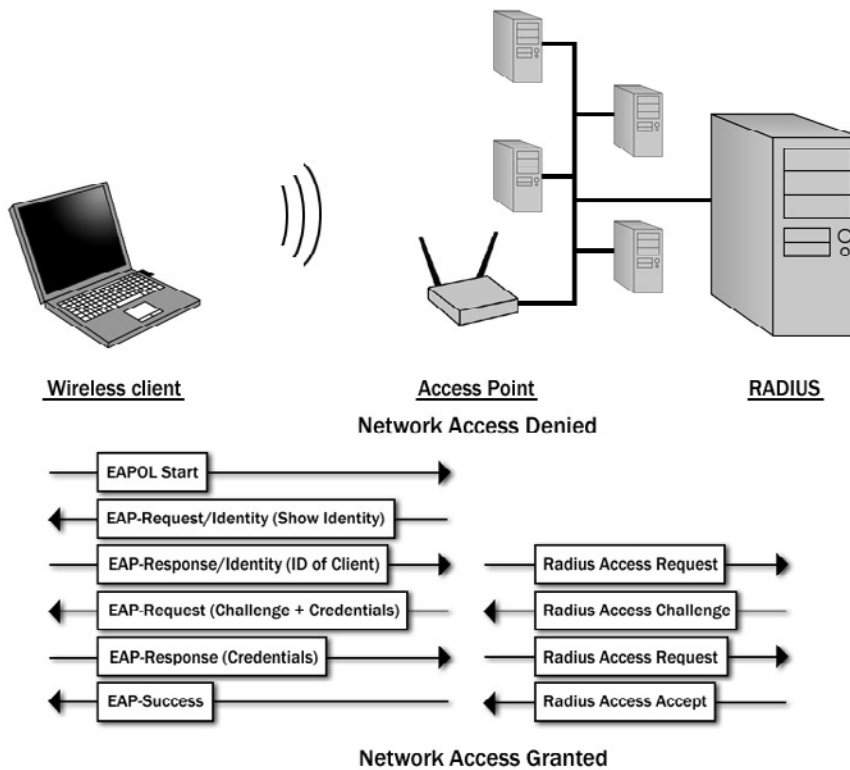 Wireless client
Access Point
RADIUS
Network Access Denied
EAPOL Start
EAP-Request/Identity (Show Identity)
EAP-Response/Identity (ID of Client)
Radius Access Request
EAP-Request (Challenge + Credentials)
Radius Access Challenge
EAP-Response (Credentials)
Radius Access Request
EAP-Success
Radius Access Accept
Network Access Granted